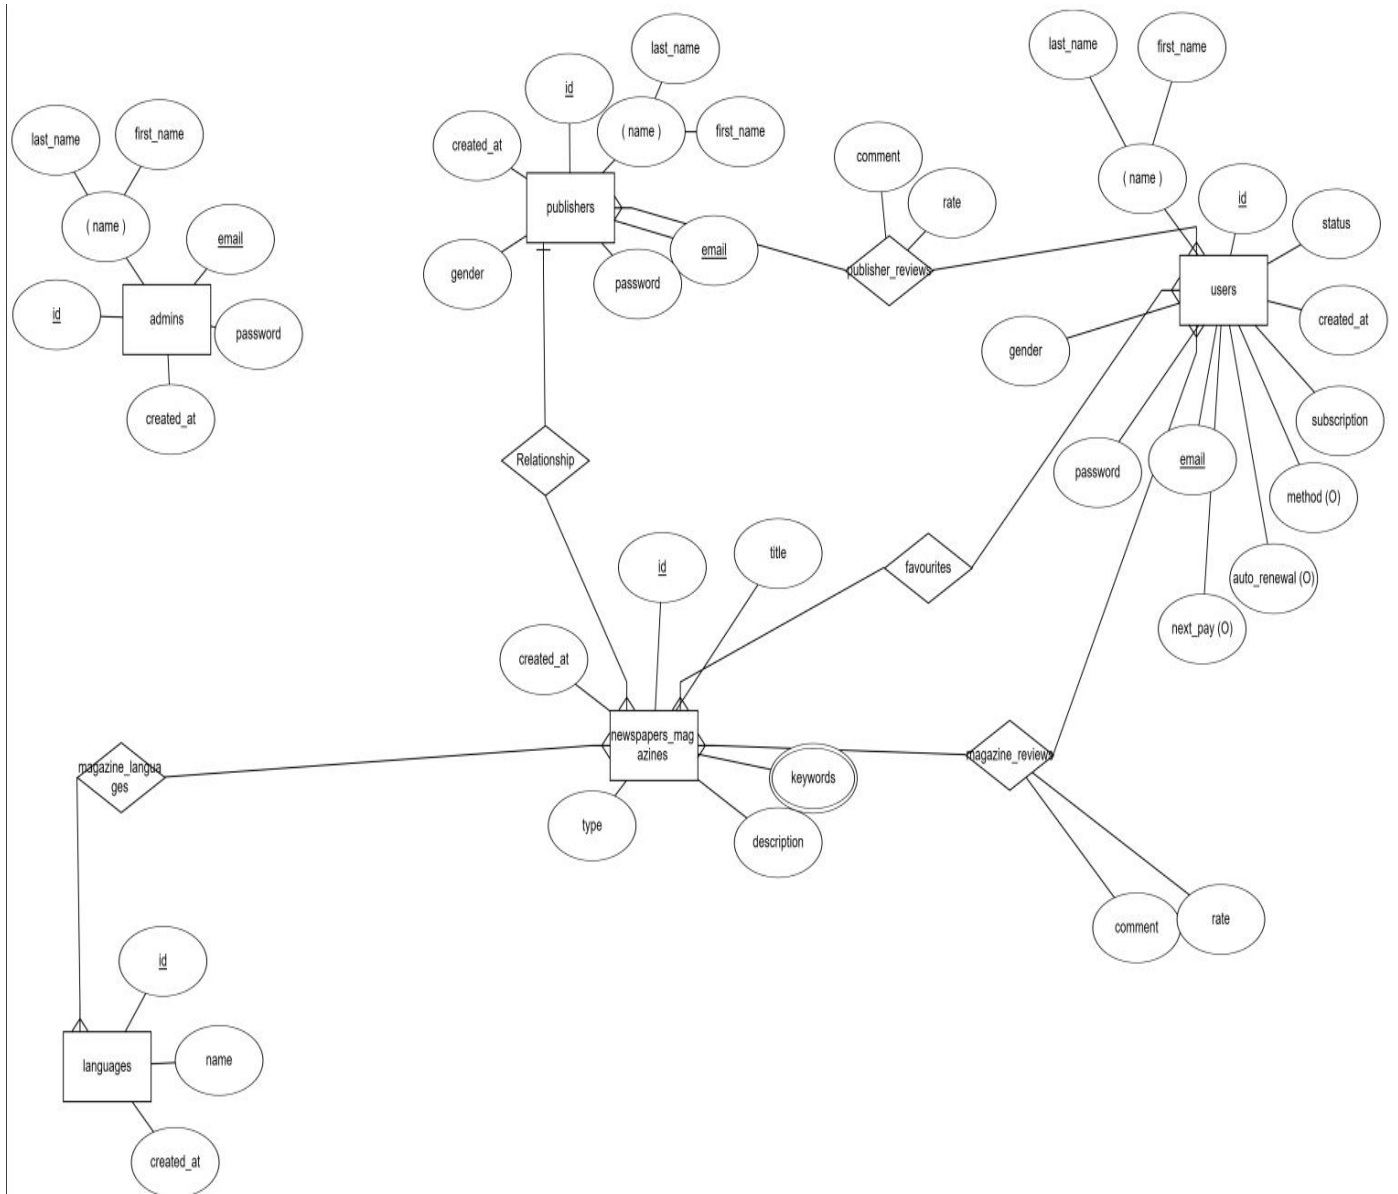 last_name
first_name
( name )
email
id
admins
password
created_at
last_name
id
( name )
first_name
created_at
publishers
gender
email
password
comment
rate
publisher_reviews
last_name
first_name
( name )
id
status
users
created_at
gender
subscription
password
email
method (O)
auto_renewal (O)
next_pay (O)
Relationship
favourites
id
title
created_at
newspapers_mag
azines
keywords
type
description
magazine_reviews
comment
rate
magazine_langua
ges
id
languages
name
created_at